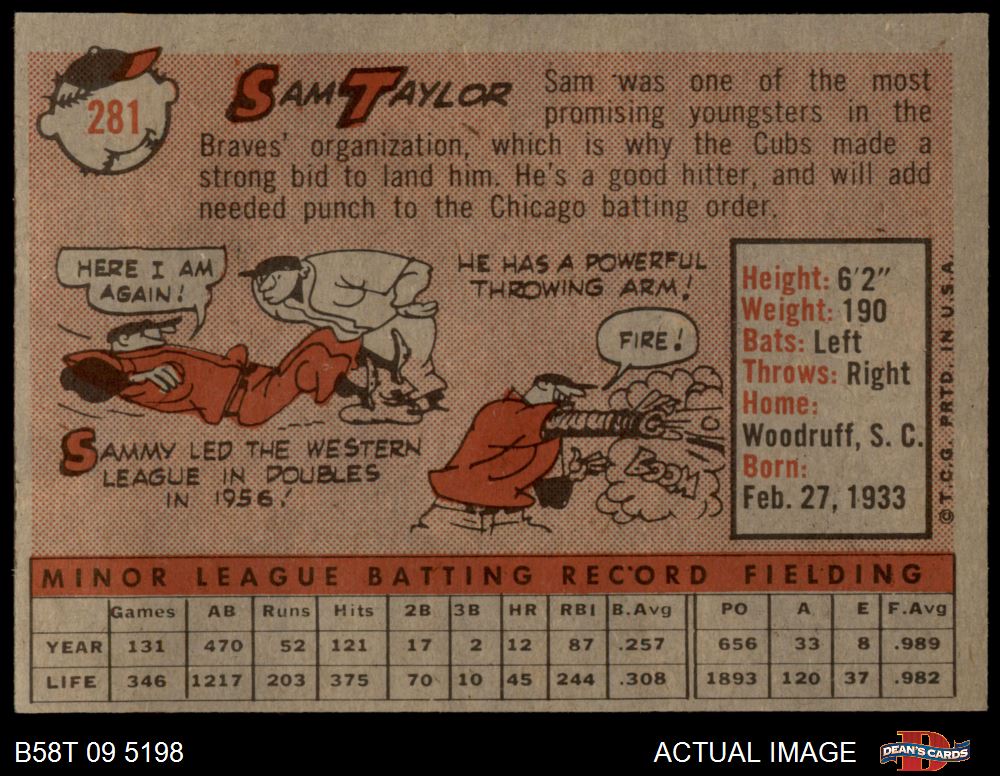 281
SAM TAYLOR
Sam was one of the most
promising youngsters in the
Braves' organization, which is why the Cubs made a
strong bid to land him. He's a good hitter, and will add
needed punch to the Chicago batting order.
HERE I AM
AGAIN!
SAMMY LED THE WESTERN
LEAGUE IN DOUBLES
IN 1956!
HE HAS A POWERFUL
THROWING ARM!
FIRE!
BOOM
Height: 6'2"
Weight: 190
Bats: Left
Throws: Right
Home:
Woodruff, S. C.
Born:
Feb. 27, 1933
©T.C.G. PRTD. IN U.S.A.
MINOR LEAGUE BATTING RECORD FIELDING
Games AB Runs Hits 2B 3B HR RBI B.Avg PO A E F.Avg
YEAR 131 470 52 121 17 2 12 87 .257 656 33 8 .989
LIFE 346 1217 203 375 70 10 45 244 .308 1893 120 37 .982
B58T 09 5198
ACTUAL IMAGE
DEAN'S CARDS